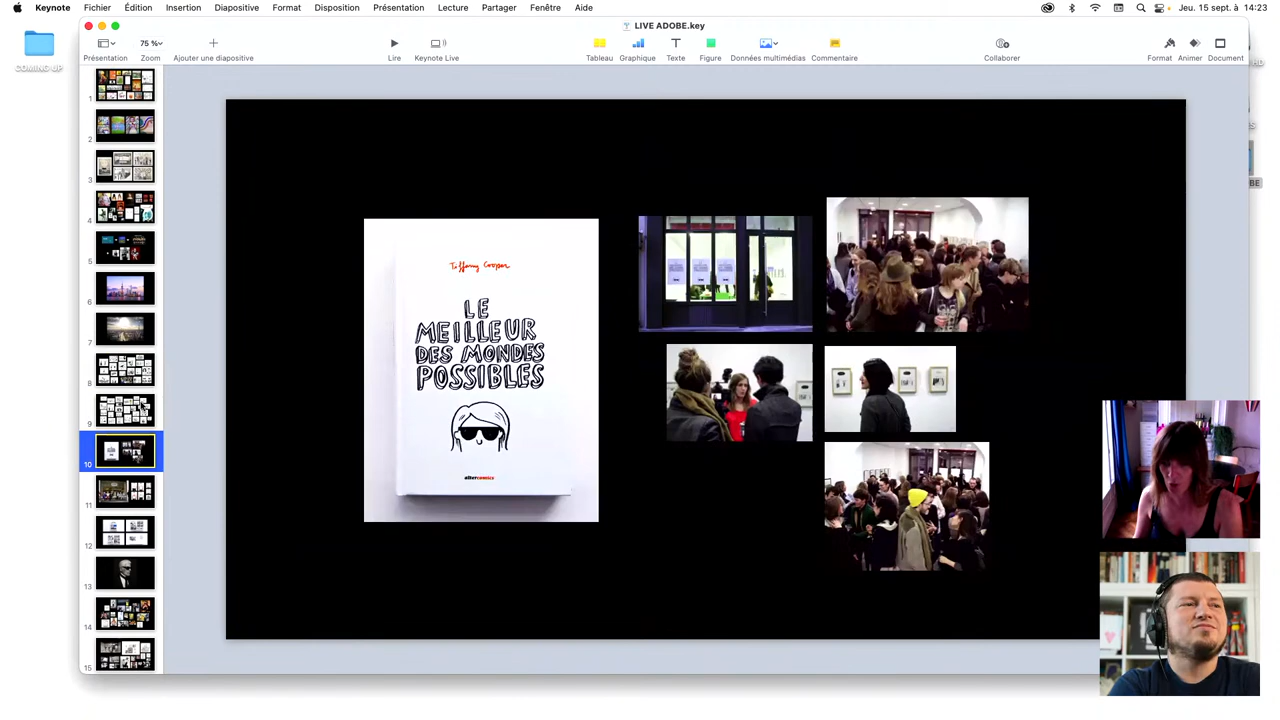 Keynote Fichier Édition Insertion Diapositive Format Disposition Présentation Lecture Partager Fenêtre Aide Jeu. 15 sept. à 14:23
LIVE ADOBE.key
75 %
Présentation Zoom Ajouter une diapositive Lire Keynote Live Tableau Graphique Texte Figure Données multimédias Commentaire Collaborer Format Animer Document
COMING UP
HD
BE
1
2
3
4
5
6
7
8
9
10
11
12
13
14
15
Tiffany Cooper
LE
MEILLEUR
DES MONDES
POSSIBLES
altercomics